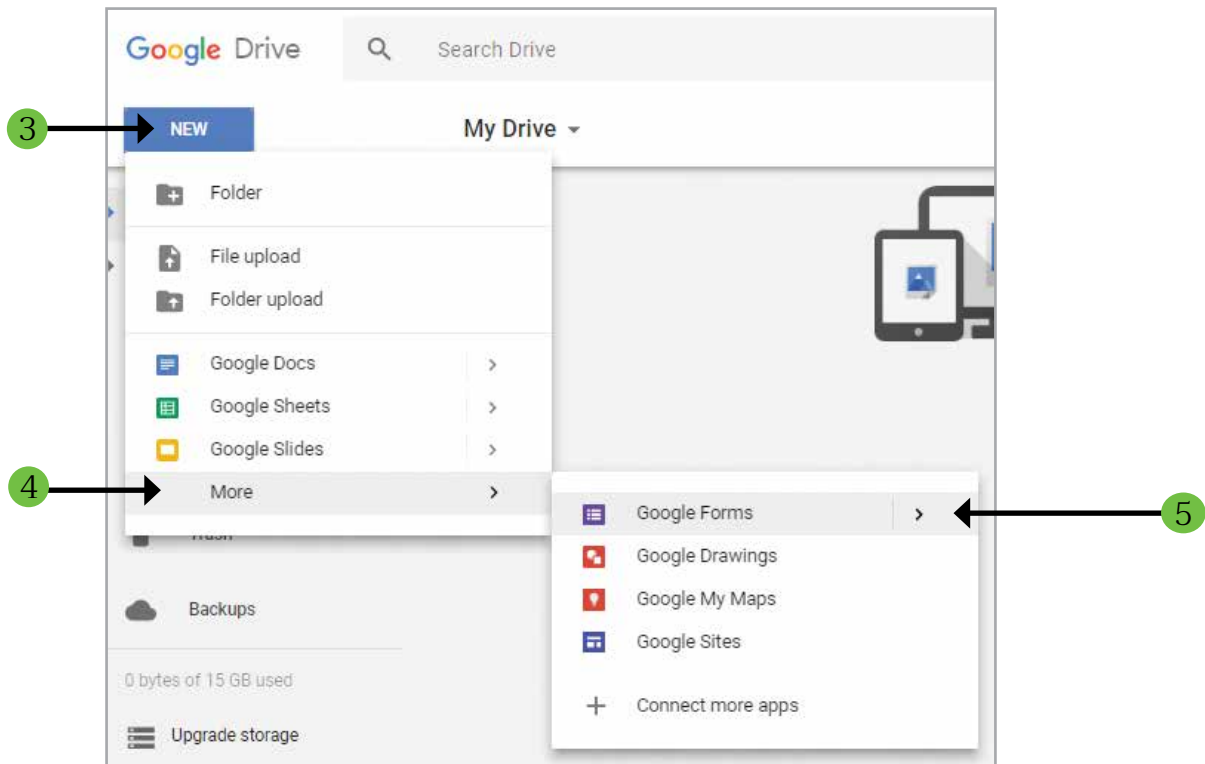 Google Drive
Search Drive
3
NEW
My Drive
Folder
File upload
Folder upload
Google Docs
Google Sheets
Google Slides
4
More
Google Forms
5
Trash
Google Drawings
Google My Maps
Backups
Google Sites
0 bytes of 15 GB used
Connect more apps
Upgrade storage